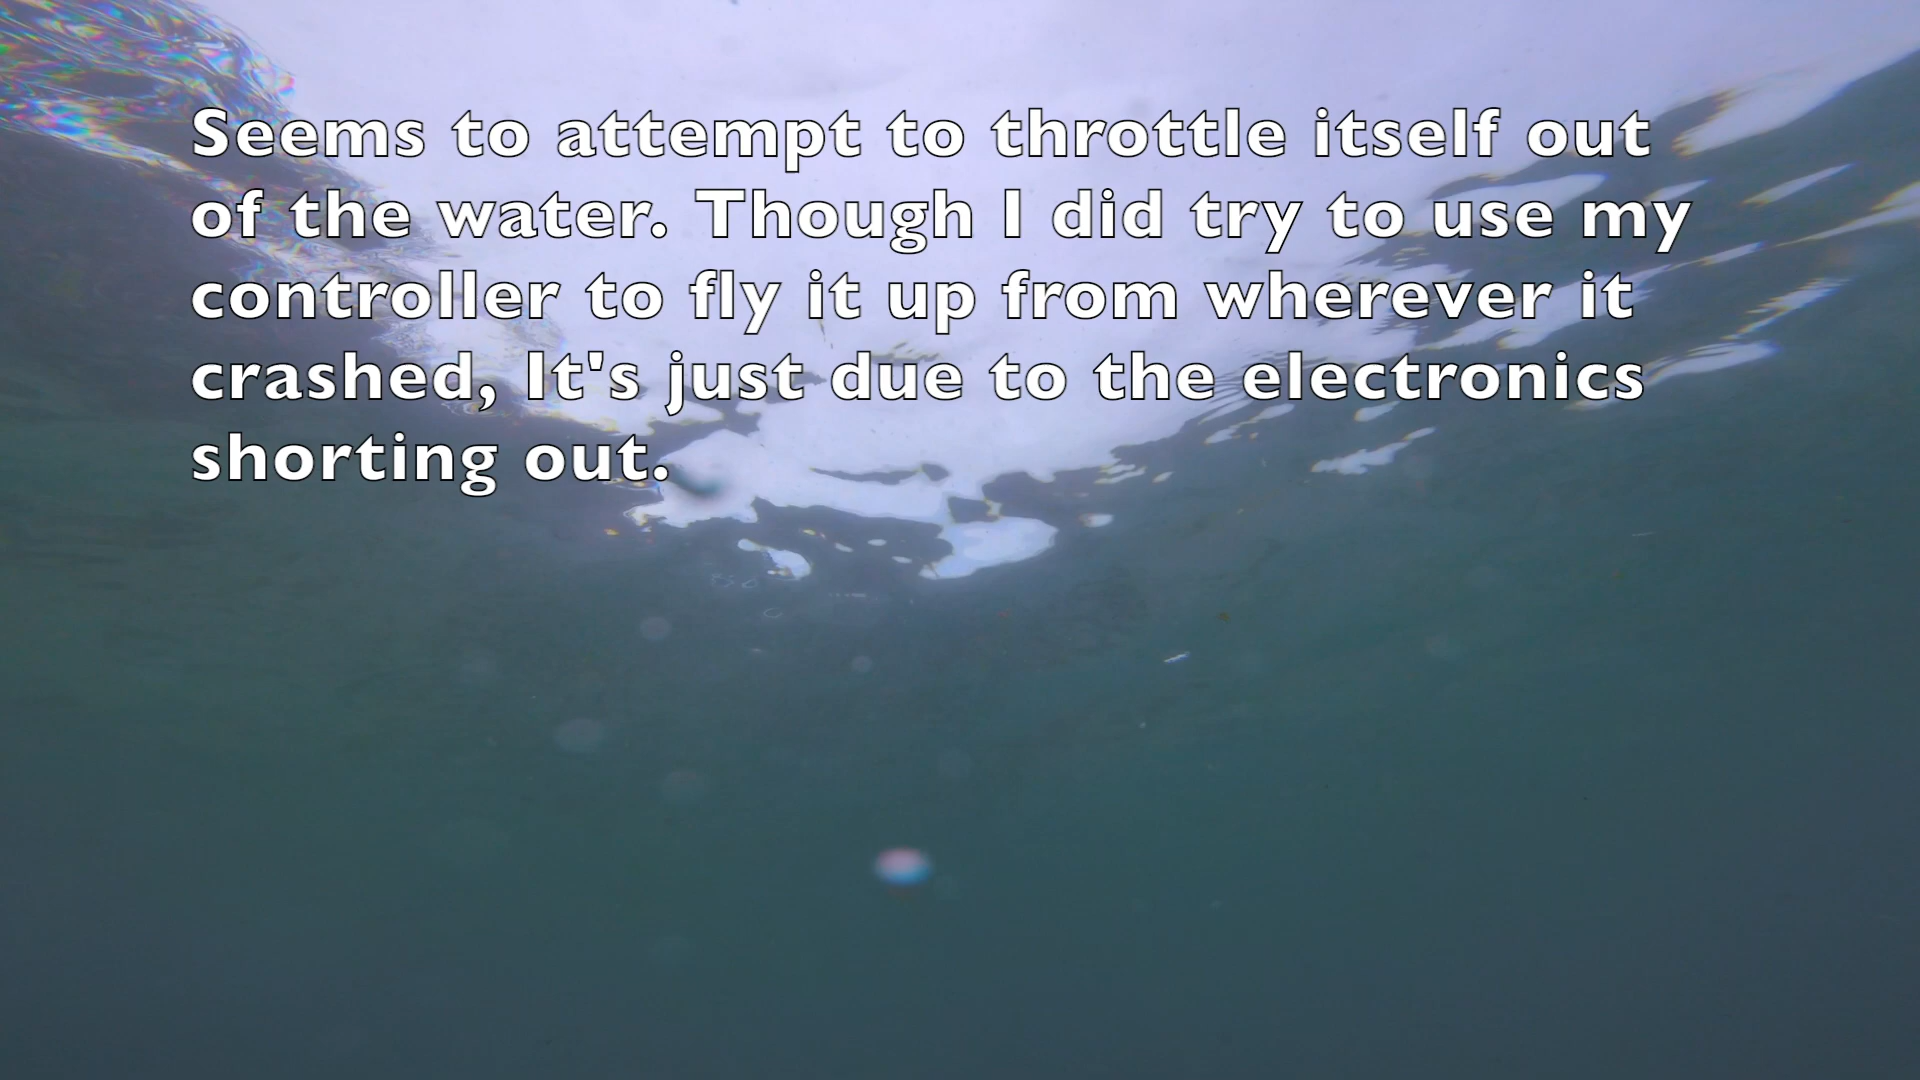 Seems to attempt to throttle itself out
of the water. Though I did try to use my
controller to fly it up from wherever it
crashed, It's just due to the electronics
shorting out.